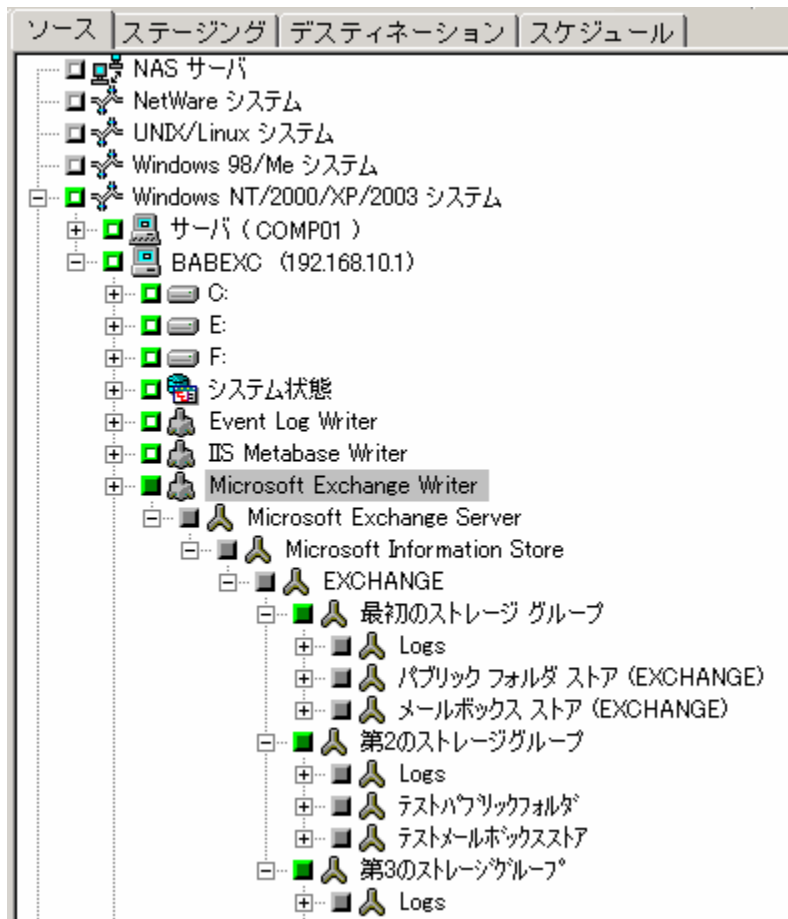 ソース ステージング デスティネーション スケジュール
NAS サーバ
NetWare システム
UNIX/Linux システム
Windows 98/Me システム
Windows NT/2000/XP/2003 システム
サーバ ( COMP01 )
BABEXC (192.168.10.1)
C:
E:
F:
システム状態
Event Log Writer
IIS Metabase Writer
Microsoft Exchange Writer
Microsoft Exchange Server
Microsoft Information Store
EXCHANGE
最初のストレージ グループ
Logs
パブリック フォルダ ストア (EXCHANGE)
メールボックス ストア (EXCHANGE)
第2のストレージグループ
Logs
テストパブリックフォルダ
テストメールボックスストア
第3のストレージグループ
Logs